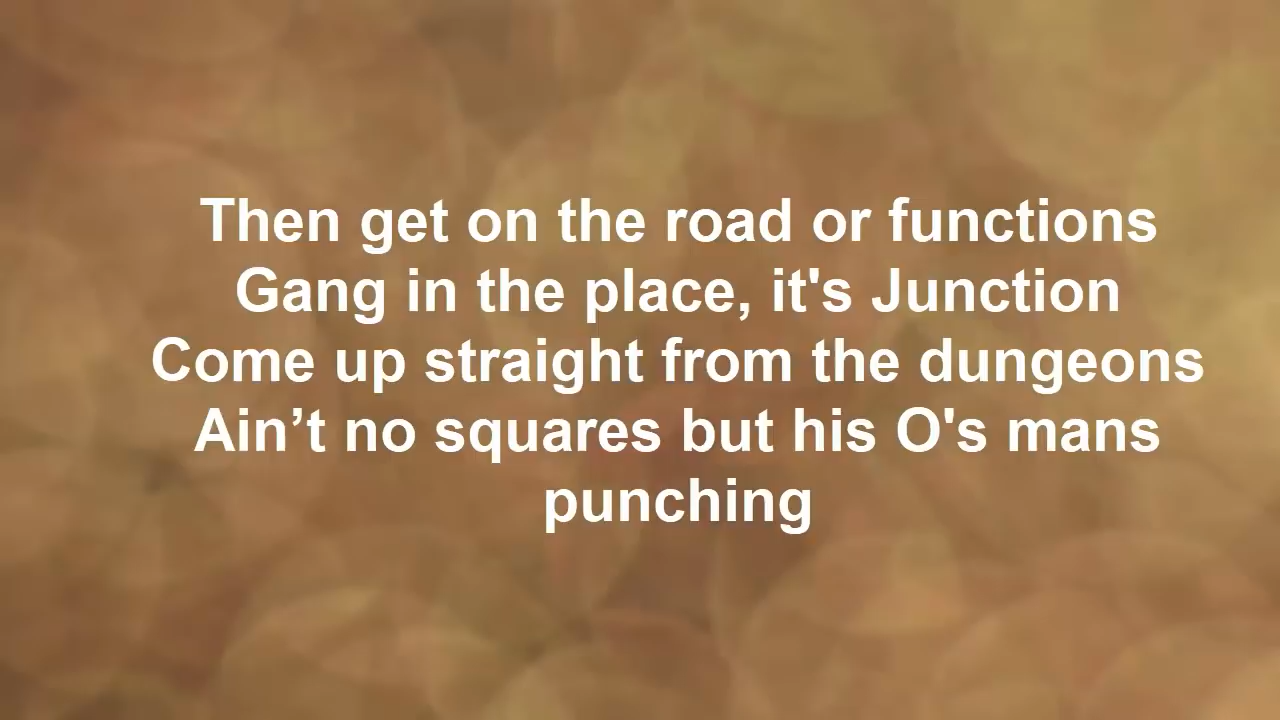 Then get on the road or functions
Gang in the place, it's Junction
Come up straight from the dungeons
Ain’t no squares but his O's mans
punching